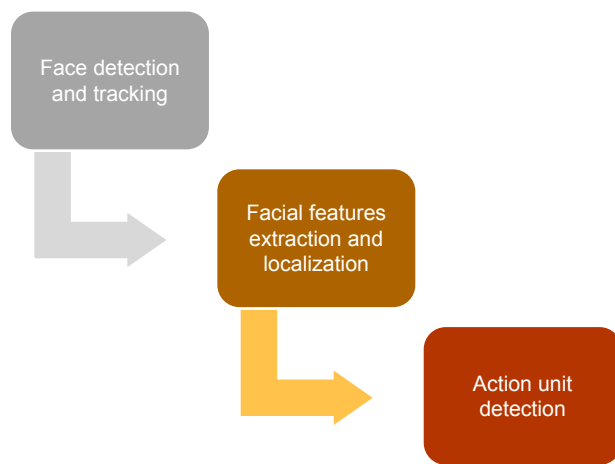 Face detection
and tracking
Facial features
extraction and
localization
Action unit
detection